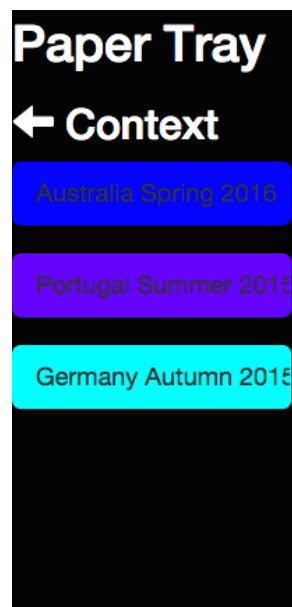 Paper Tray
Context
Australia Spring 2016
Portugal Summer 2015
Germany Autumn 2015